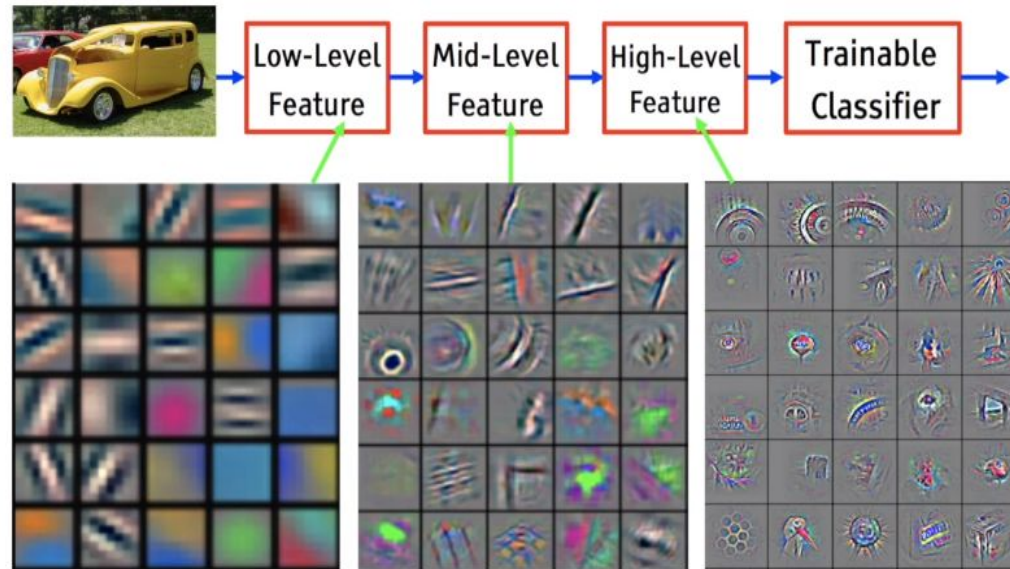 Low-Level
Feature
Mid-Level
Feature
High-Level
Feature
Trainable
Classifier